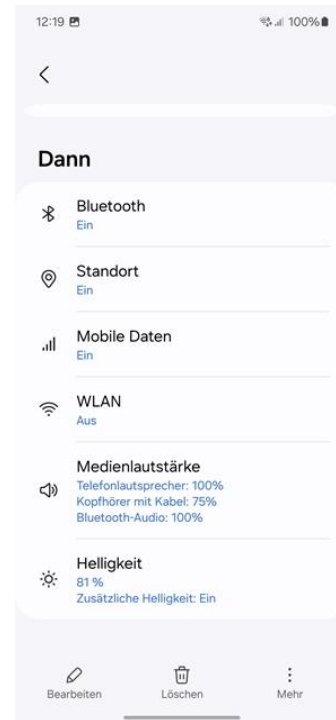 12:19 100%
Dann
Bluetooth
Ein
Standort
Ein
Mobile Daten
Ein
WLAN
Aus
Medienlautstärke
Telefonlautsprecher: 100%
Kopfhörer mit Kabel: 75%
Bluetooth-Audio: 100%
Helligkeit
81 %
Zusätzliche Helligkeit: Ein
Bearbeiten Löschen Mehr